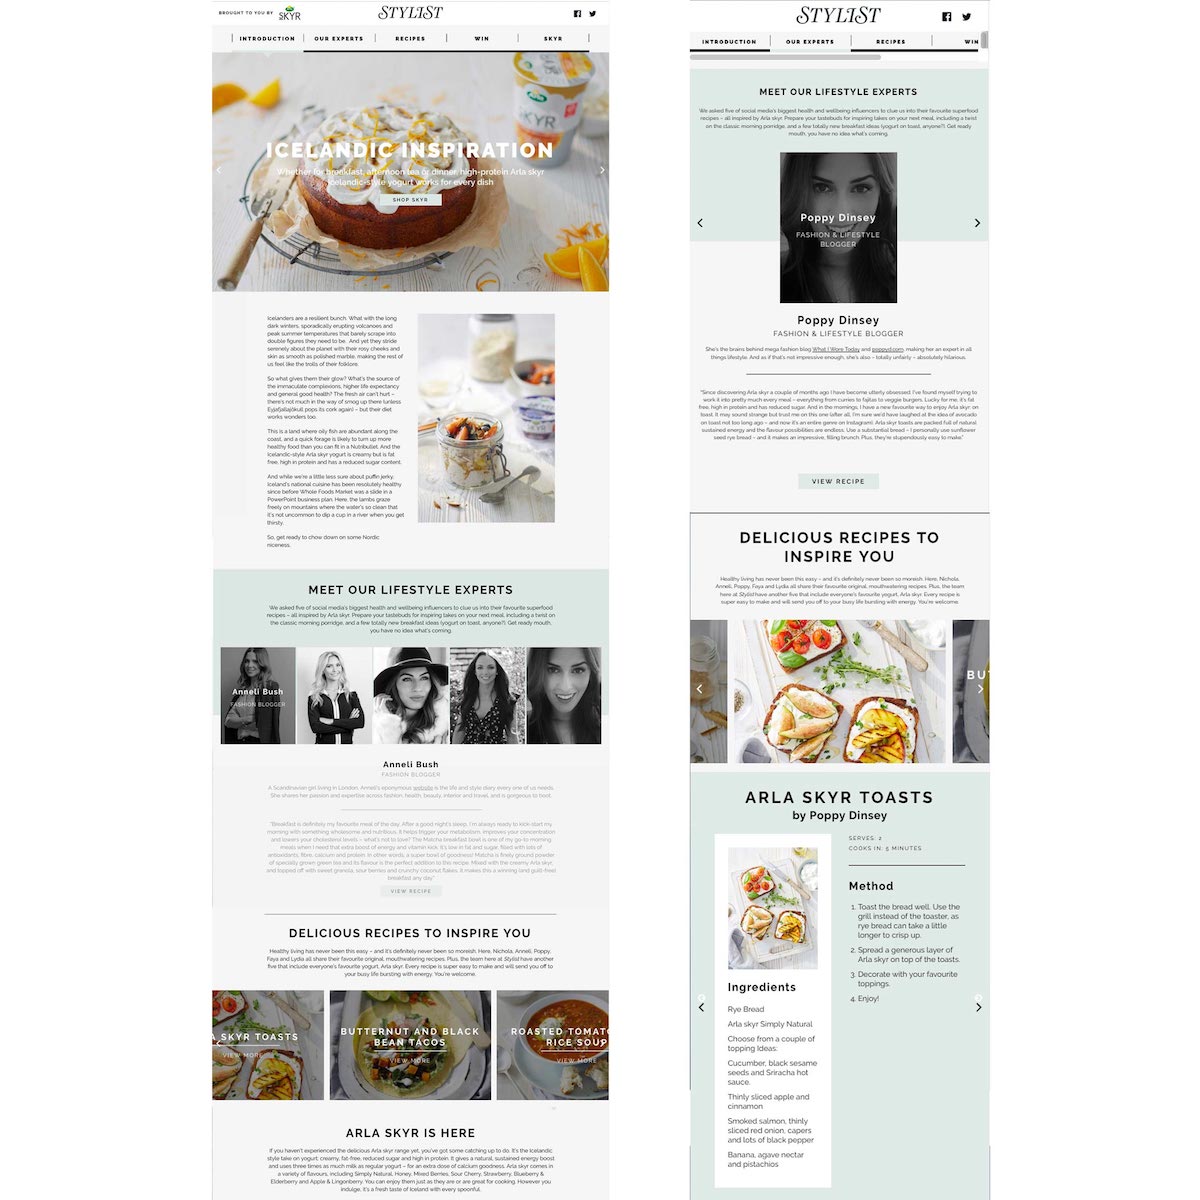 BROUGHT TO YOU BY
Arla
SKYR
STYLIST
INTRODUCTION
OUR EXPERTS
RECIPES
WIN
SKYR
Arla
SKYR
ICELANDIC INSPIRATION
Whether for breakfast, afternoon tea or dinner, high-protein Arla skyr
Icelandic-style yogurt works for every dish
SHOP SKYR
Icelanders are a resilient bunch. What with the long
dark winters, sporadically erupting volcanoes and
peak summer temperatures that barely scrape into
double figures they need to be. And yet they stride
serenely about the planet with their rosy cheeks and
skin as smooth as polished marble, making the rest of
us feel like the trolls of their folklore.
So what gives them their glow? What's the source of
the immaculate complexions, higher life expectancy
and general good health? The fresh air can't hurt –
there's not much in the way of smog up there (unless
Eyjafjallajökull pops its cork again) – but their diet
works wonders too.
This is a land where oily fish are abundant along the
coast, and a quick forage is likely to turn up more
healthy food than you can fit in a Nutribullet. And the
Icelandic-style Arla skyr yogurt is creamy but is fat
free, high in protein and has a reduced sugar content.
And while we're a little less sure about puffin jerky,
Iceland's national cuisine has been resolutely healthy
since before Whole Foods Market was a slide in a
PowerPoint business plan. Here, the lambs graze
freely on mountains where the water's so clean that
it's not uncommon to dip a cup in a river when you get
thirsty.
So, get ready to chow down on some Nordic
niceness.
MEET OUR LIFESTYLE EXPERTS
We asked five of social media's biggest health and wellbeing influencers to clue us into their favourite superfood
recipes – all inspired by Arla skyr. Prepare your tastebuds for inspiring takes on your next meal, including a twist on
the classic morning porridge, and a few totally new breakfast ideas (yogurt on toast, anyone?). Get ready mouth,
you have no idea what's coming.
Anneli Bush
FASHION BLOGGER
Anneli Bush
FASHION BLOGGER
A Scandinavian girl living in London, Anneli's eponymous website is the life and style diary every one of us needs.
She shares her passion and expertise across fashion, health, beauty, interior and travel, and is gorgeous to boot.
"Breakfast is definitely my favourite meal of the day. After a good night's sleep, I'm always ready to kick-start my
morning with something wholesome and nutritious. It helps trigger your metabolism, improves your concentration
and lowers your cholesterol levels – what's not to love? The Matcha breakfast bowl is one of my go-to morning
meals when I need that extra boost of energy and vitamin kick. It's low in fat and sugar, filled with lots of
antioxidants, fibre, calcium and protein. In other words, a super bowl of goodness! Matcha is finely ground powder
of specially grown green tea and its flavour is the perfect addition to this recipe. Mixed with the creamy Arla skyr,
and topped off with sweet granola, sour berries and crunchy coconut flakes, it makes this a winning (and guilt-free)
breakfast any day."
VIEW RECIPE
DELICIOUS RECIPES TO INSPIRE YOU
Healthy living has never been this easy – and it's definitely never been so moreish. Here, Nichola, Anneli, Poppy,
Faya and Lydia all share their favourite original, mouthwatering recipes. Plus, the team here at Stylist have another
five that include everyone's favourite yogurt, Arla skyr. Every recipe is super easy to make and will send you off to
your busy life bursting with energy. You're welcome.
A SKYR TOASTS
VIEW MORE
BUTTERNUT AND BLACK
BEAN TACOS
VIEW MORE
ROASTED TOMATO
RICE SOUP
VIEW MORE
ARLA SKYR IS HERE
If you haven't experienced the delicious Arla skyr range yet, you've got some catching up to do. It's the Icelandic
style take on yogurt: creamy, fat-free, reduced sugar and high in protein. It gives a natural, sustained energy boost
and uses three times as much milk as regular yogurt – for an extra dose of calcium goodness. Arla skyr comes in
a variety of flavours, including Simply Natural, Honey, Mixed Berries, Sour Cherry, Strawberry, Blueberry &
Elderberry and Apple & Lingonberry. You can enjoy them just as they are or are great for cooking. However you
indulge, it's a fresh taste of Iceland with every spoonful.
STYLIST
INTRODUCTION
OUR EXPERTS
RECIPES
WIN
MEET OUR LIFESTYLE EXPERTS
We asked five of social media's biggest health and wellbeing influencers to clue us into their favourite superfood
recipes – all inspired by Arla skyr. Prepare your tastebuds for inspiring takes on your next meal, including a twist
on the classic morning porridge, and a few totally new breakfast ideas (yogurt on toast, anyone?). Get ready
mouth, you have no idea what's coming.
Poppy Dinsey
FASHION & LIFESTYLE
BLOGGER
Poppy Dinsey
FASHION & LIFESTYLE BLOGGER
She's the brains behind mega fashion blog What I Wore Today and poppyd.com, making her an expert in all
things lifestyle. And as if that's not impressive enough, she's also – totally unfairly – absolutely hilarious.
"Since discovering Arla skyr a couple of months ago I have become utterly obsessed. I've found myself trying to
work it into pretty much every meal – everything from curries to fajitas to veggie burgers. Lucky for me, it's fat
free, high in protein and has reduced sugar. And in the mornings, I have a new favourite way to enjoy Arla skyr: on
toast. It may sound strange but trust me on this one (after all, I'm sure we'd have laughed at the idea of avocado
on toast not too long ago – and now it's an entire genre on Instagram). Arla skyr toasts are packed full of natural
sustained energy and the flavour possibilities are endless. Use a substantial bread – I personally use sunflower
seed rye bread – and it makes an impressive, filling brunch. Plus, they're stupendously easy to make."
VIEW RECIPE
DELICIOUS RECIPES TO
INSPIRE YOU
Healthy living has never been this easy – and it's definitely never been so moreish. Here, Nichola,
Anneli, Poppy, Faya and Lydia all share their favourite original, mouthwatering recipes. Plus, the team
here at Stylist have another five that include everyone's favourite yogurt, Arla skyr. Every recipe is
super easy to make and will send you off to your busy life bursting with energy. You're welcome.
BU
ARLA SKYR TOASTS
by Poppy Dinsey
SERVES: 2
COOKS IN: 5 MINUTES
Method
1. Toast the bread well. Use the
grill instead of the toaster, as
rye bread can take a little
longer to crisp up.
2. Spread a generous layer of
Arla skyr on top of the toasts.
3. Decorate with your favourite
toppings.
4. Enjoy!
Ingredients
Rye Bread
Arla skyr Simply Natural
Choose from a couple of
topping Ideas:
Cucumber, black sesame
seeds and Sriracha hot
sauce.
Thinly sliced apple and
cinnamon
Smoked salmon, thinly
sliced red onion, capers
and lots of black pepper
Banana, agave nectar
and pistachios